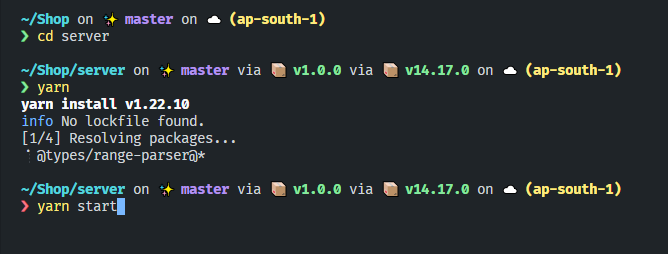 ~/Shop on ✨ master on ☁️ (ap-south-1)
❯ cd server
~/Shop/server on ✨ master via 📦 v1.0.0 via 📦 v14.17.0 on ☁️ (ap-south-1)
❯ yarn
yarn install v1.22.10
info No lockfile found.
[1/4] Resolving packages...
⠁@types/range-parser@*
~/Shop/server on ✨ master via 📦 v1.0.0 via 📦 v14.17.0 on ☁️ (ap-south-1)
❯ yarn start